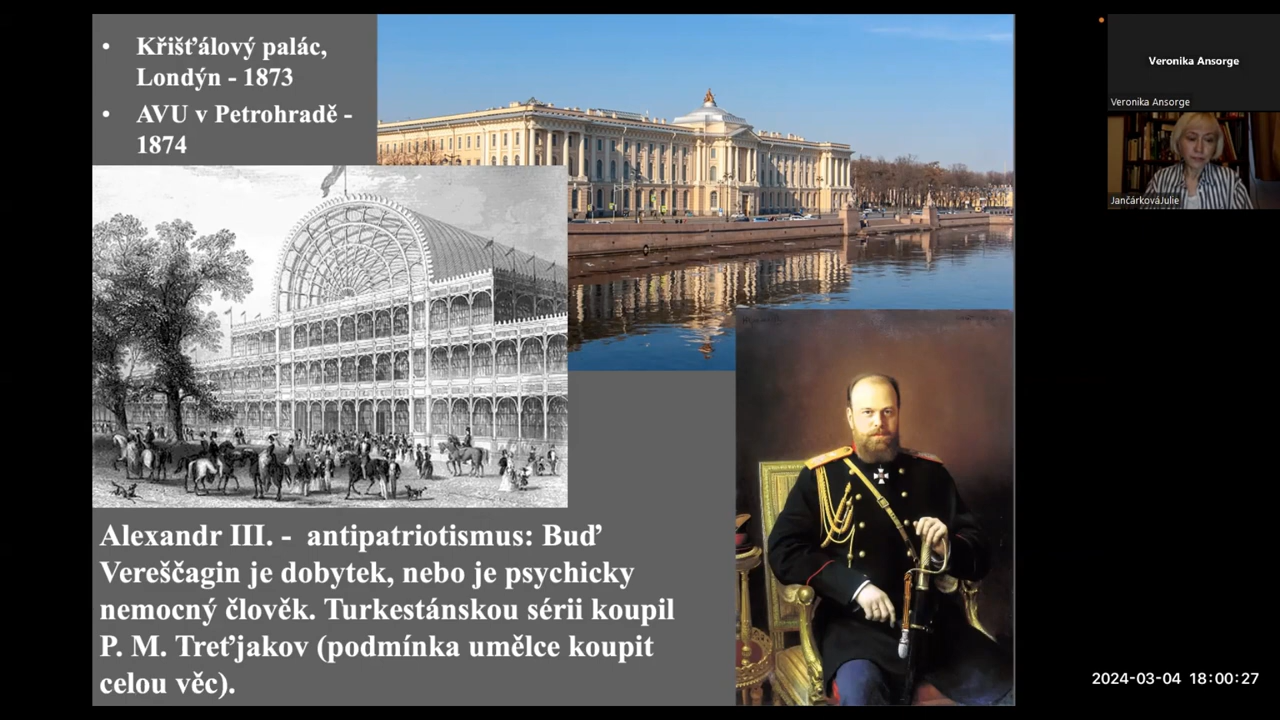 • Křišťálový palác,
Londýn - 1873
• AVU v Petrohradě -
1874
Alexandr III. - antipatriotismus: Buď
Vereščagin je dobytek, nebo je psychicky
nemocný člověk. Turkestánskou sérii koupil
P. M. Treťjakov (podmínka umělce koupit
celou věc).
Veronika Ansorge
Veronika Ansorge
JančárkováJulie
2024-03-04 18:00:27